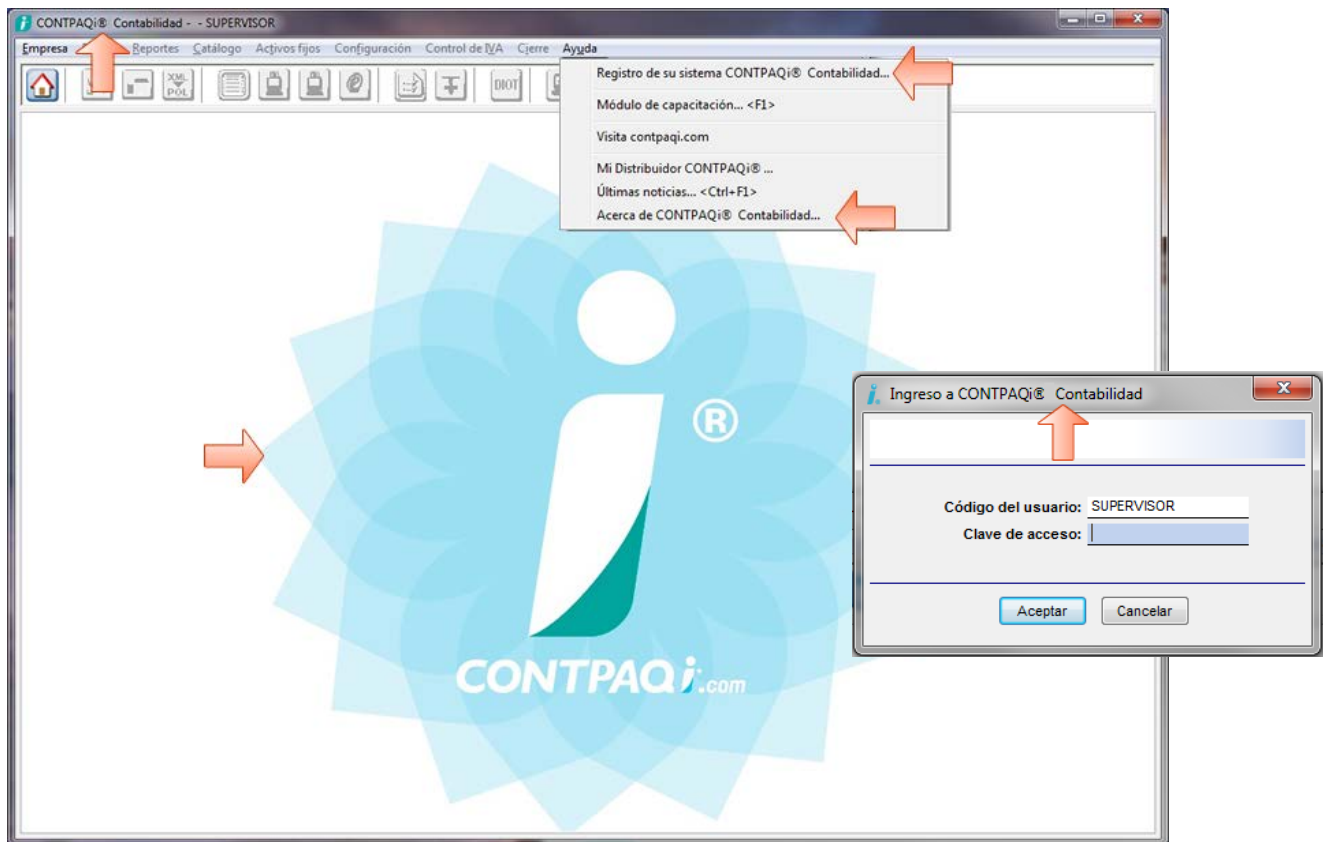 CONTPAQi® Contabilidad - - SUPERVISOR
Empresa Reportes Catálogo Activos fijos Configuración Control de IVA Cierre Ayuda
XML POL DIOT
Registro de su sistema CONTPAQi® Contabilidad...
Módulo de capacitación... <F1>
Visita contpaqi.com
Mi Distribuidor CONTPAQi® ...
Últimas noticias... <Ctrl+F1>
Acerca de CONTPAQi® Contabilidad...
i ®
CONTPAQi.com
Ingreso a CONTPAQi® Contabilidad
Código del usuario: SUPERVISOR
Clave de acceso:
Aceptar Cancelar